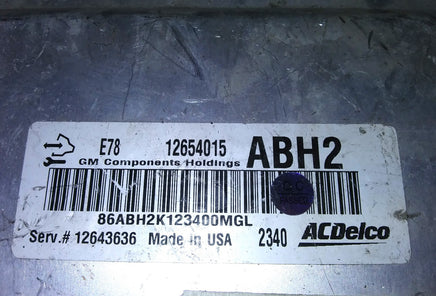 E78 12654015 ABH2
GM Components Holdings
86ABH2K123400MGL
Serv.# 12643636 Made in USA 2340 ACDelco